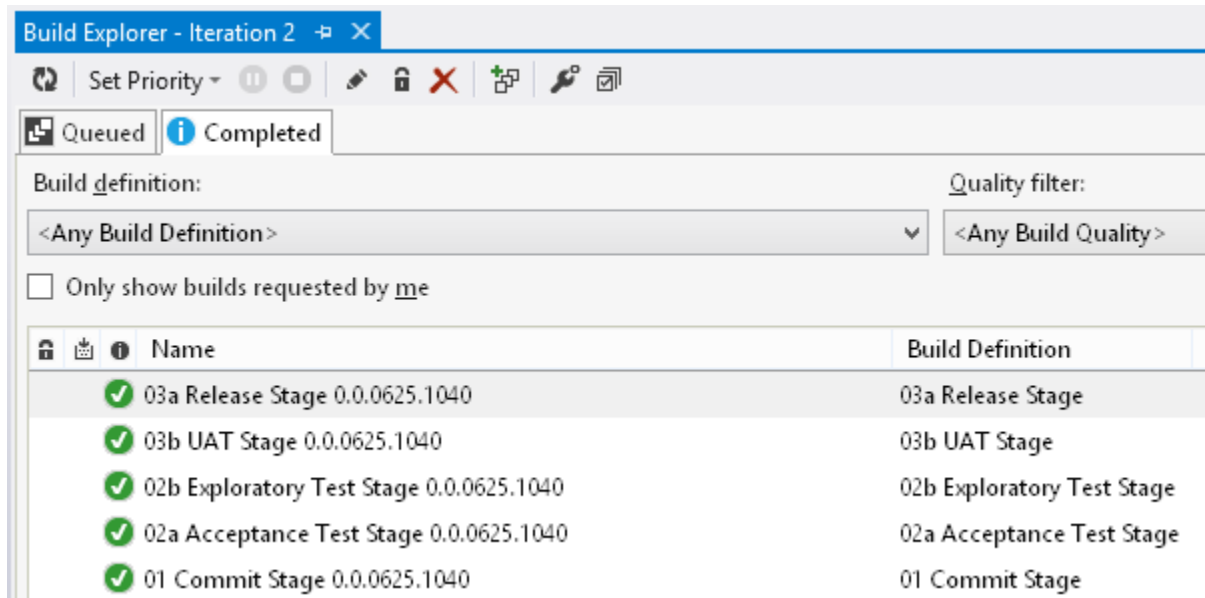 Build Explorer - Iteration 2
Set Priority
Queued Completed
Build definition: Quality filter:
<Any Build Definition> <Any Build Quality>
Only show builds requested by me
Name Build Definition
03a Release Stage 0.0.0625.1040 03a Release Stage
03b UAT Stage 0.0.0625.1040 03b UAT Stage
02b Exploratory Test Stage 0.0.0625.1040 02b Exploratory Test Stage
02a Acceptance Test Stage 0.0.0625.1040 02a Acceptance Test Stage
01 Commit Stage 0.0.0625.1040 01 Commit Stage